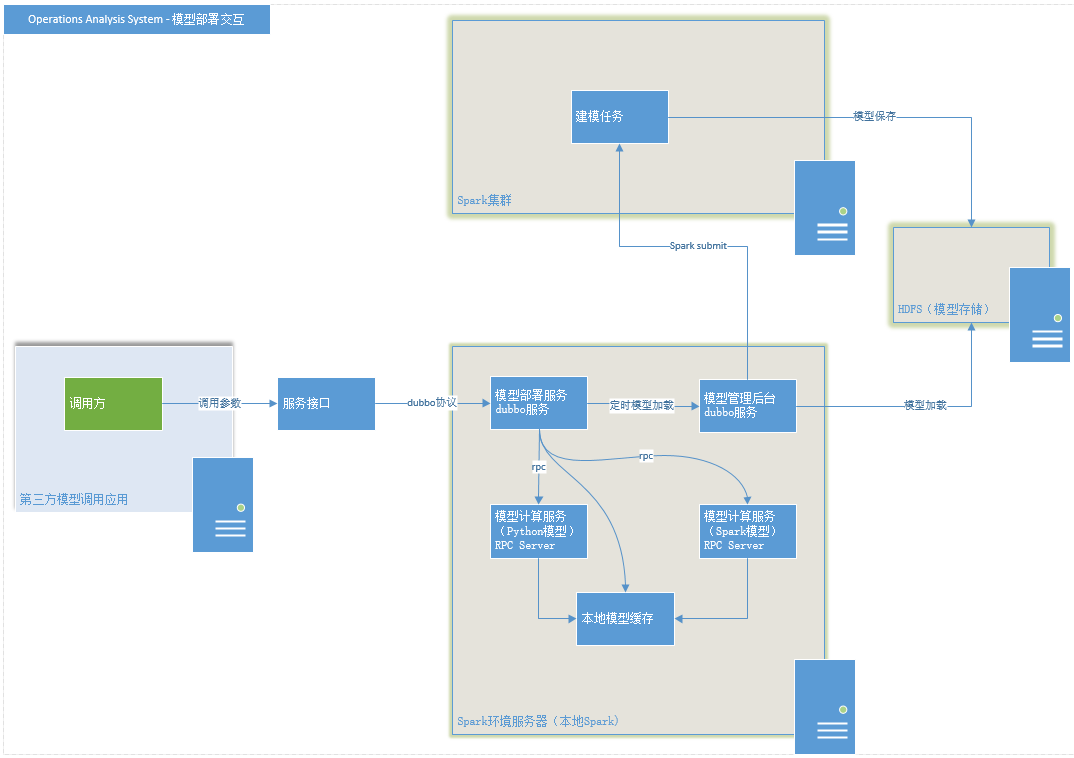 Operations Analysis System - 模型部署交互
建模任务
模型保存
Spark集群
Spark submit
HDFS（模型存储）
调用方
调用参数
服务接口
dubbo协议
模型部署服务
dubbo服务
定时模型加载
模型管理后台
dubbo服务
模型加载
rpc
rpc
第三方模型调用应用
模型计算服务
（Python模型）
RPC Server
模型计算服务
（Spark模型）
RPC Server
本地模型缓存
Spark环境服务器（本地Spark）